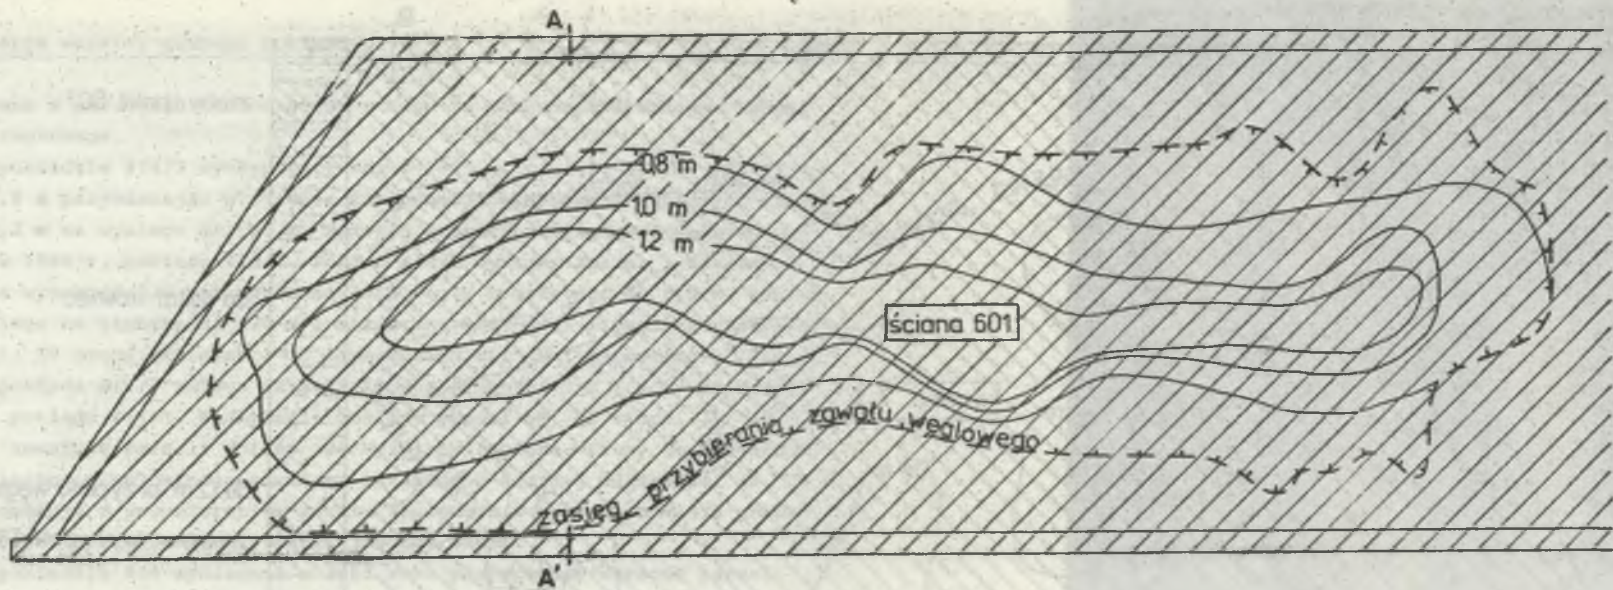 A
0,8 m
1,0 m
1,2 m
ściana 601
zasięg przybierania zawału węglowego
A'